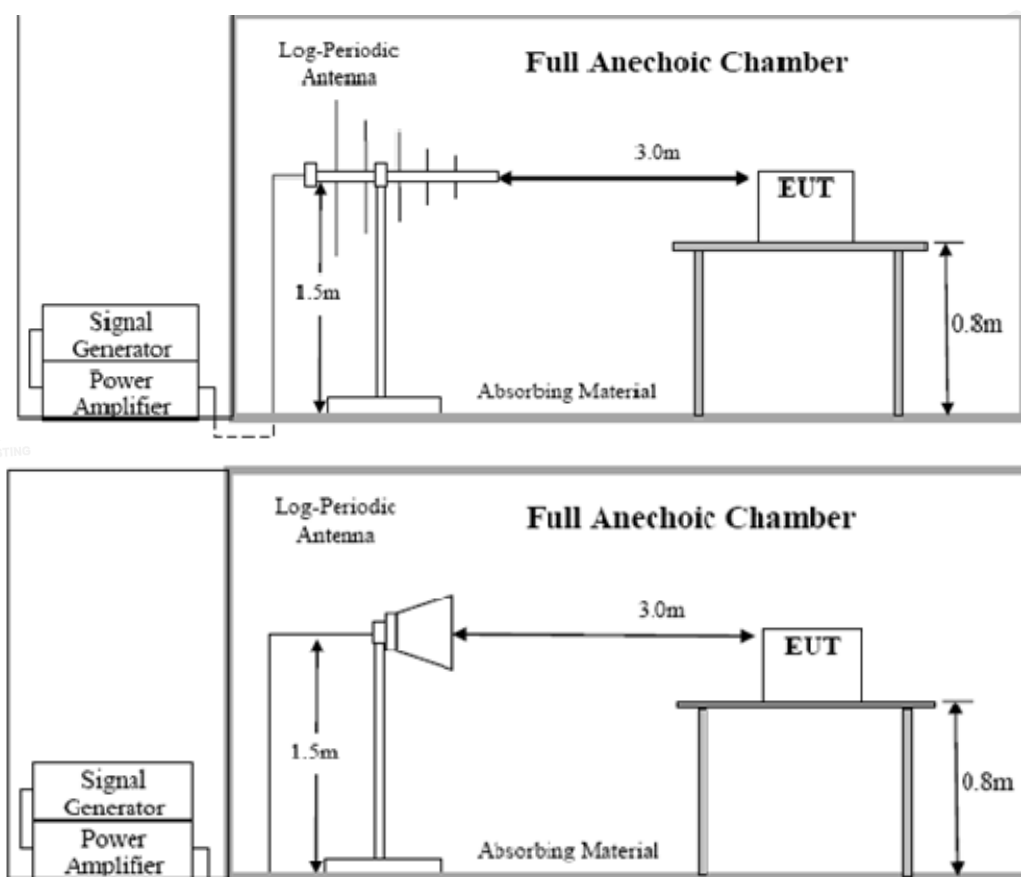 Log-Periodic
Antenna
Full Anechoic Chamber
3.0m
EUT
1.5m
0.8m
Signal
Generator
Power
Amplifier
Absorbing Material
TING
Log-Periodic
Antenna
Full Anechoic Chamber
3.0m
EUT
1.5m
0.8m
Signal
Generator
Power
Amplifier
Absorbing Material